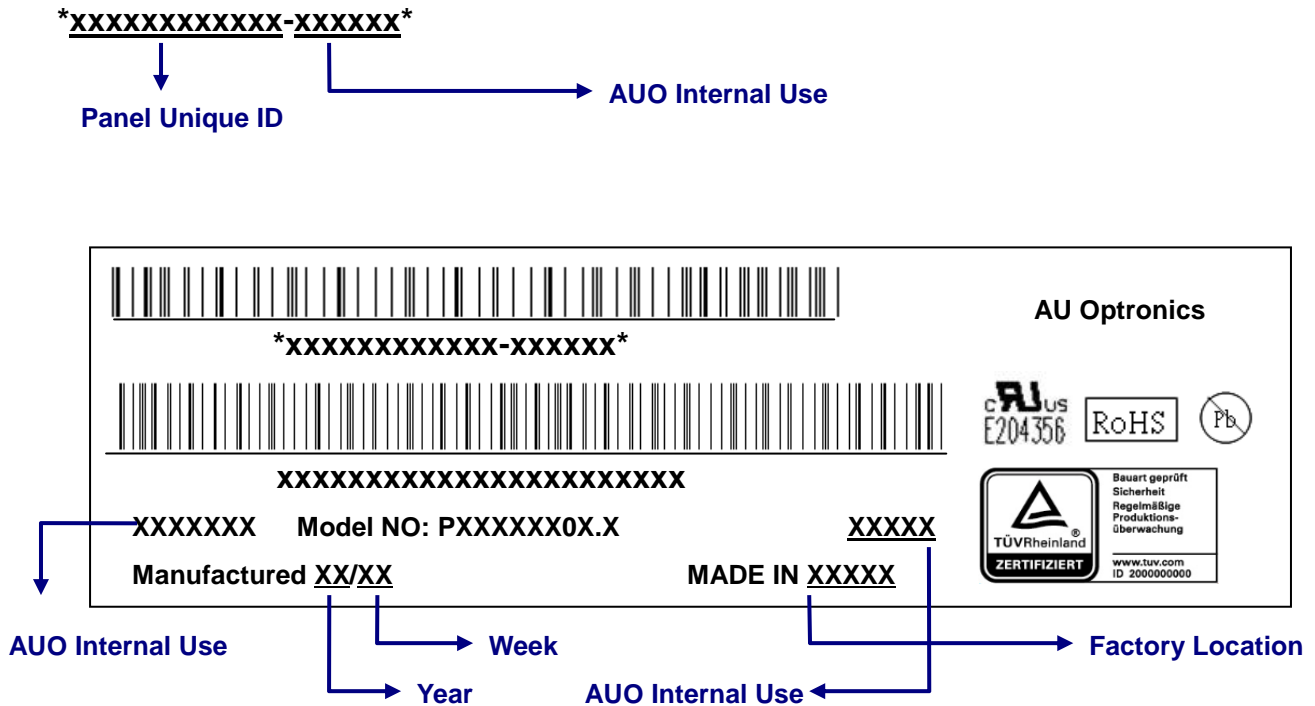 *xxxxxxxxxxxx-xxxxxx*
AUO Internal Use
Panel Unique ID
AU Optronics
*xxxxxxxxxxxx-xxxxxx*
c RU US
E204356
RoHS
Pb
xxxxxxxxxxxxxxxxxxxxxxx
Bauart geprüft
Sicherheit
Regelmäßige
Produktions-
überwachung
www.tuv.com
ID 2000000000
TÜVRheinland®
ZERTIFIZIERT
XXXXXXX Model NO: PXXXXXX0X.X XXXXX
Manufactured XX/XX MADE IN XXXXX
AUO Internal Use
Week
Factory Location
Year
AUO Internal Use